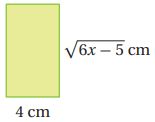 √(6x – 5) cm
4 cm